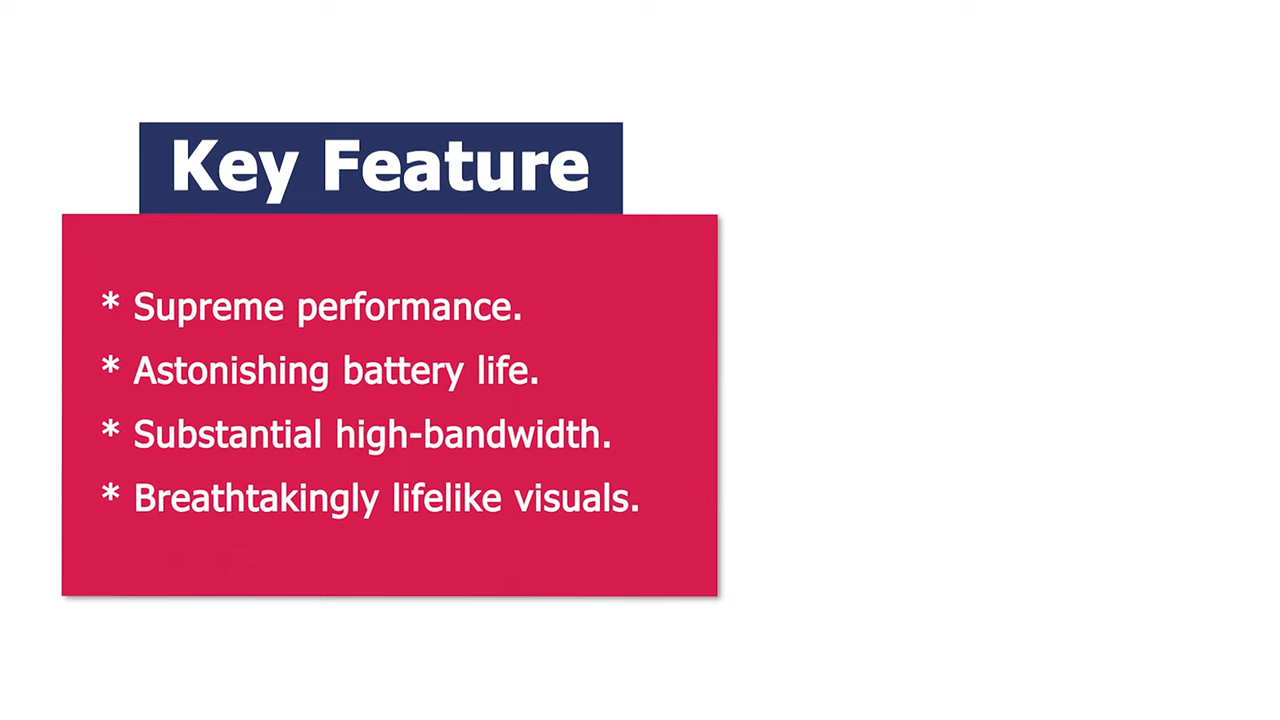 Key Feature
* Supreme performance.
* Astonishing battery life.
* Substantial high-bandwidth.
* Breathtakingly lifelike visuals.